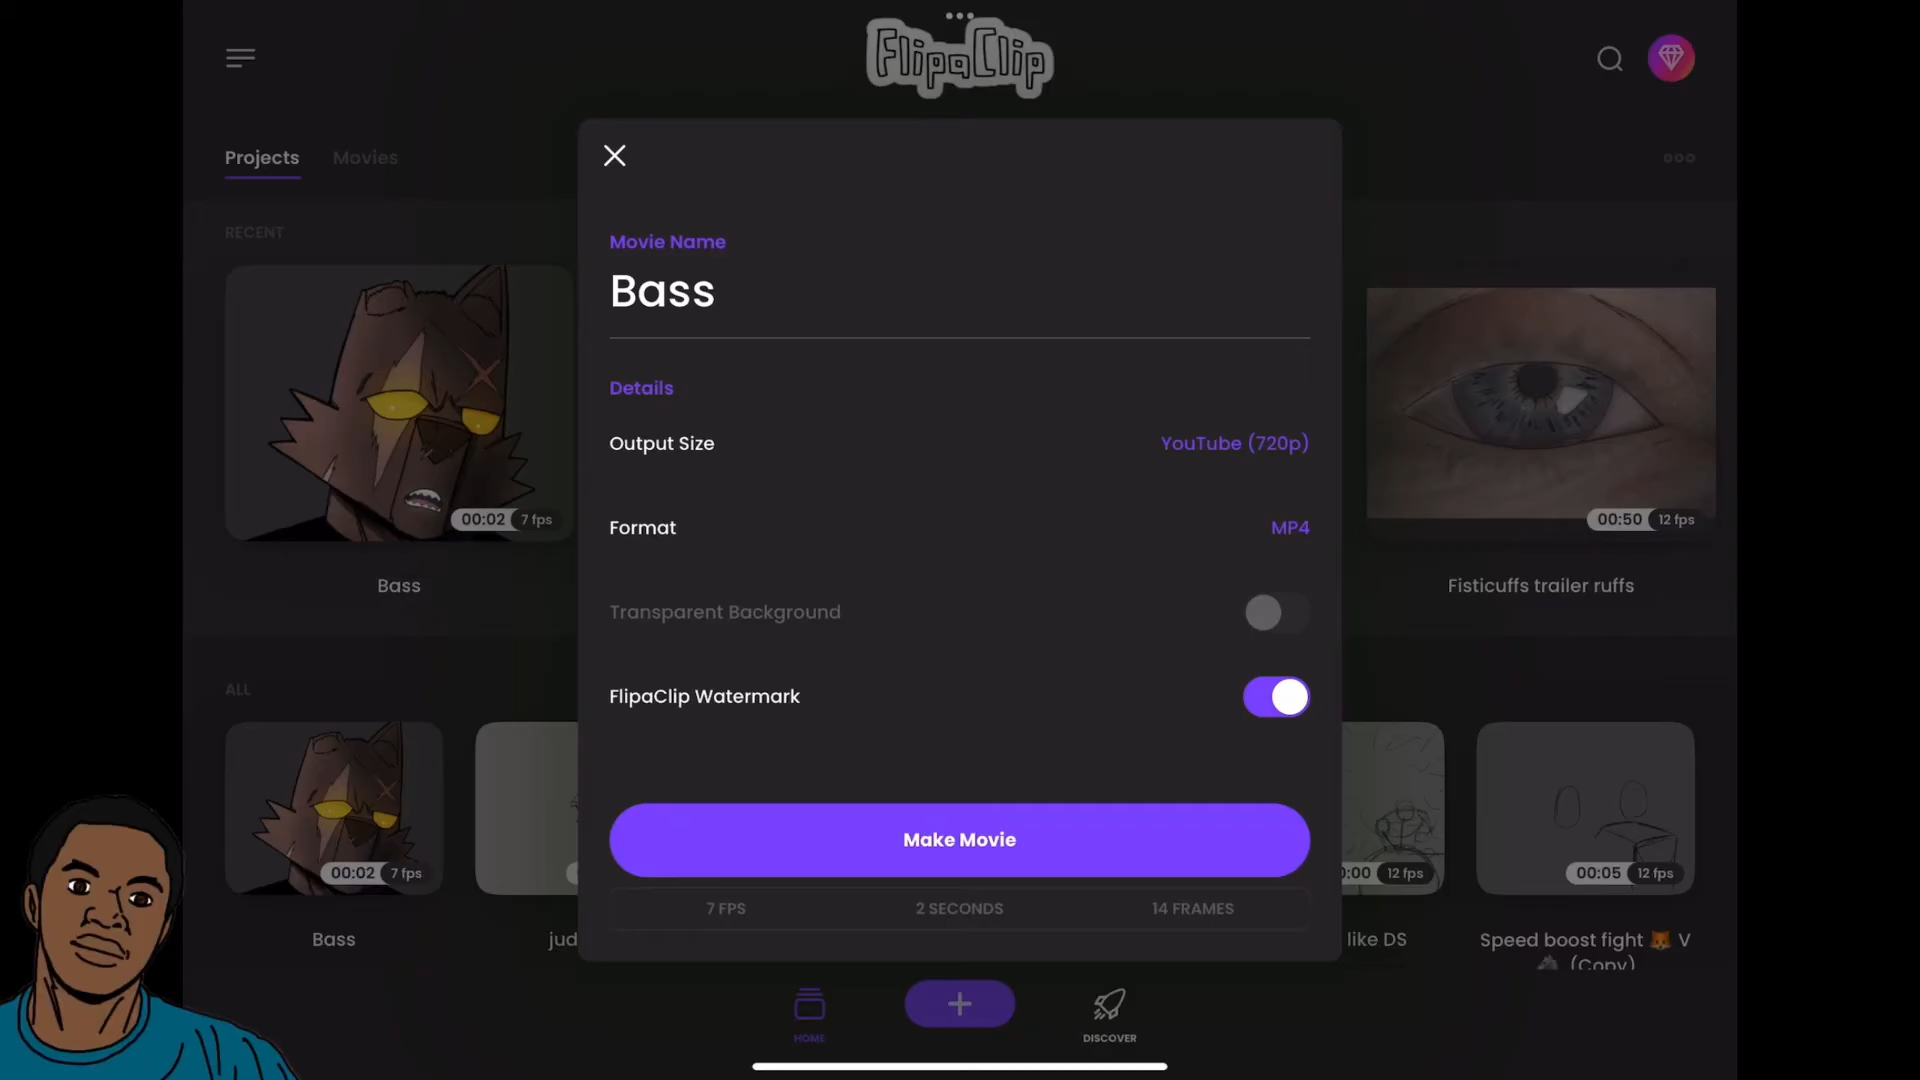 FlipaClip
Projects
Movies
RECENT
Movie Name
Bass
Details
Output Size
YouTube (720p)
Format
MP4
Transparent Background
FlipaClip Watermark
Make Movie
7 FPS
2 SECONDS
14 FRAMES
00:02
7 fps
Bass
00:50
12 fps
Fisticuffs trailer ruffs
ALL
00:02
7 fps
Bass
jud
:00
12 fps
like DS
00:05
12 fps
Speed boost fight 🦊 V
(Copy)
HOME
DISCOVER